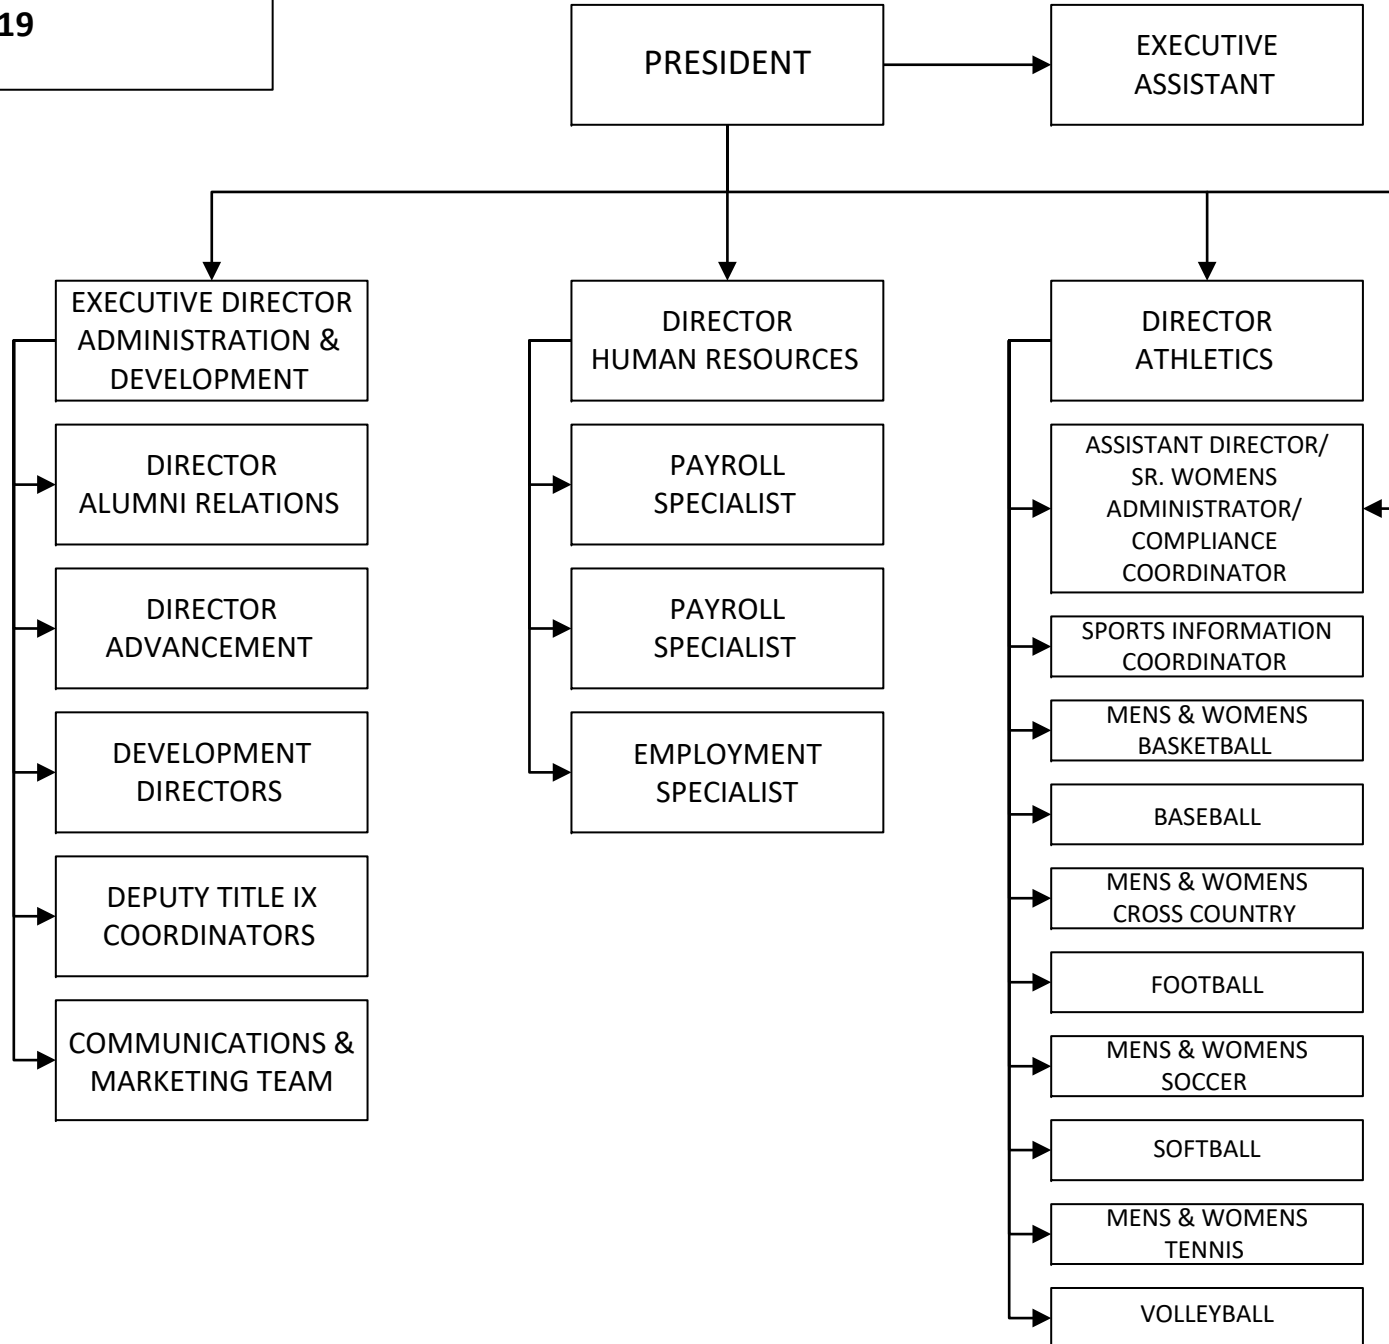 19
PRESIDENT
EXECUTIVE
ASSISTANT
EXECUTIVE DIRECTOR
ADMINISTRATION &
DEVELOPMENT
DIRECTOR
ALUMNI RELATIONS
DIRECTOR
ADVANCEMENT
DEVELOPMENT
DIRECTORS
DEPUTY TITLE IX
COORDINATORS
COMMUNICATIONS &
MARKETING TEAM
DIRECTOR
HUMAN RESOURCES
PAYROLL
SPECIALIST
PAYROLL
SPECIALIST
EMPLOYMENT
SPECIALIST
DIRECTOR
ATHLETICS
ASSISTANT DIRECTOR/
SR. WOMENS
ADMINISTRATOR/
COMPLIANCE
COORDINATOR
SPORTS INFORMATION
COORDINATOR
MENS & WOMENS
BASKETBALL
BASEBALL
MENS & WOMENS
CROSS COUNTRY
FOOTBALL
MENS & WOMENS
SOCCER
SOFTBALL
MENS & WOMENS
TENNIS
VOLLEYBALL